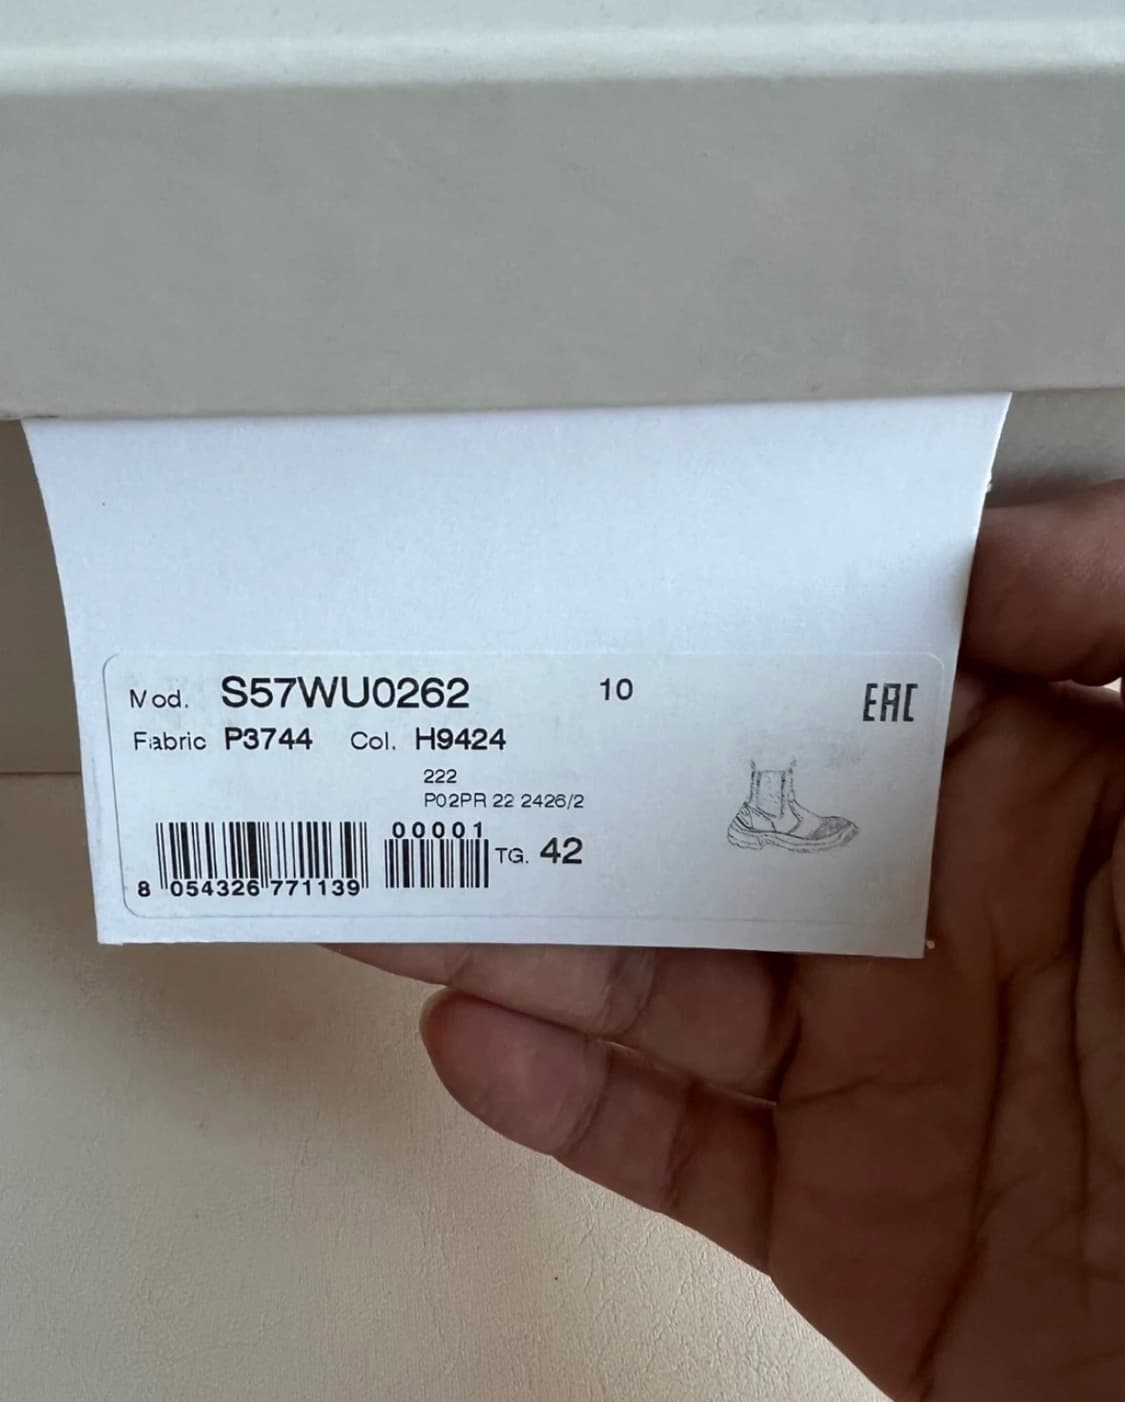 Mod. S57WU0262 10
EAC
Fabric P3744 Col. H9424
222
P02PR 22 2426/2
00001
TG. 42
8 054326 771139